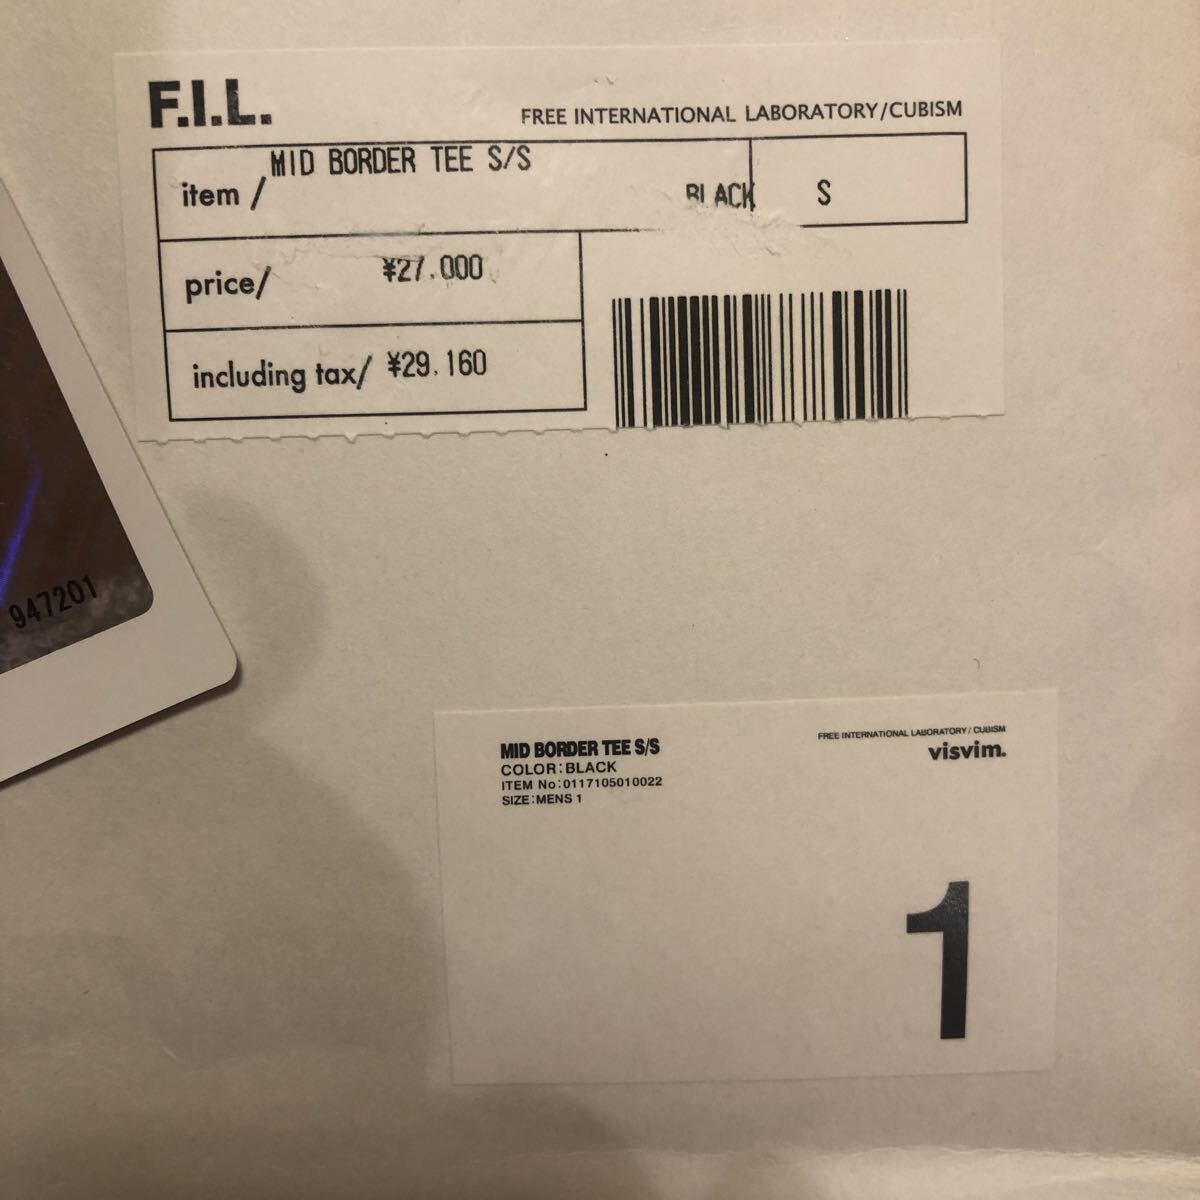 F.I.L.
FREE INTERNATIONAL LABORATORY/CUBISM
item / MID BORDER TEE S/S BLACK S
price/ ¥27.000
including tax/ ¥29.160
947201
MID BORDER TEE S/S
COLOR:BLACK
ITEM No:0117105010022
SIZE:MENS 1
FREE INTERNATIONAL LABORATORY / CUBISM
visvim.
1